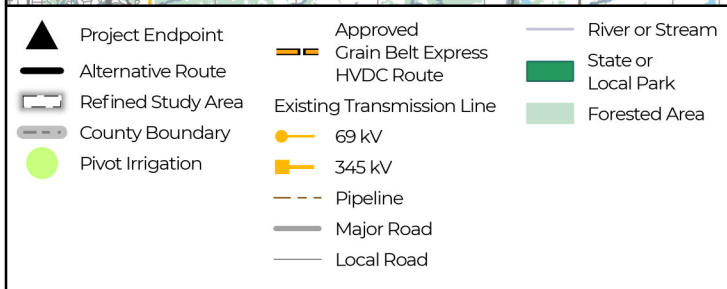 Project Endpoint
Alternative Route
Refined Study Area
County Boundary
Pivot Irrigation
Approved
Grain Belt Express
HVDC Route
Existing Transmission Line
69 kV
345 kV
Pipeline
Major Road
Local Road
River or Stream
State or
Local Park
Forested Area